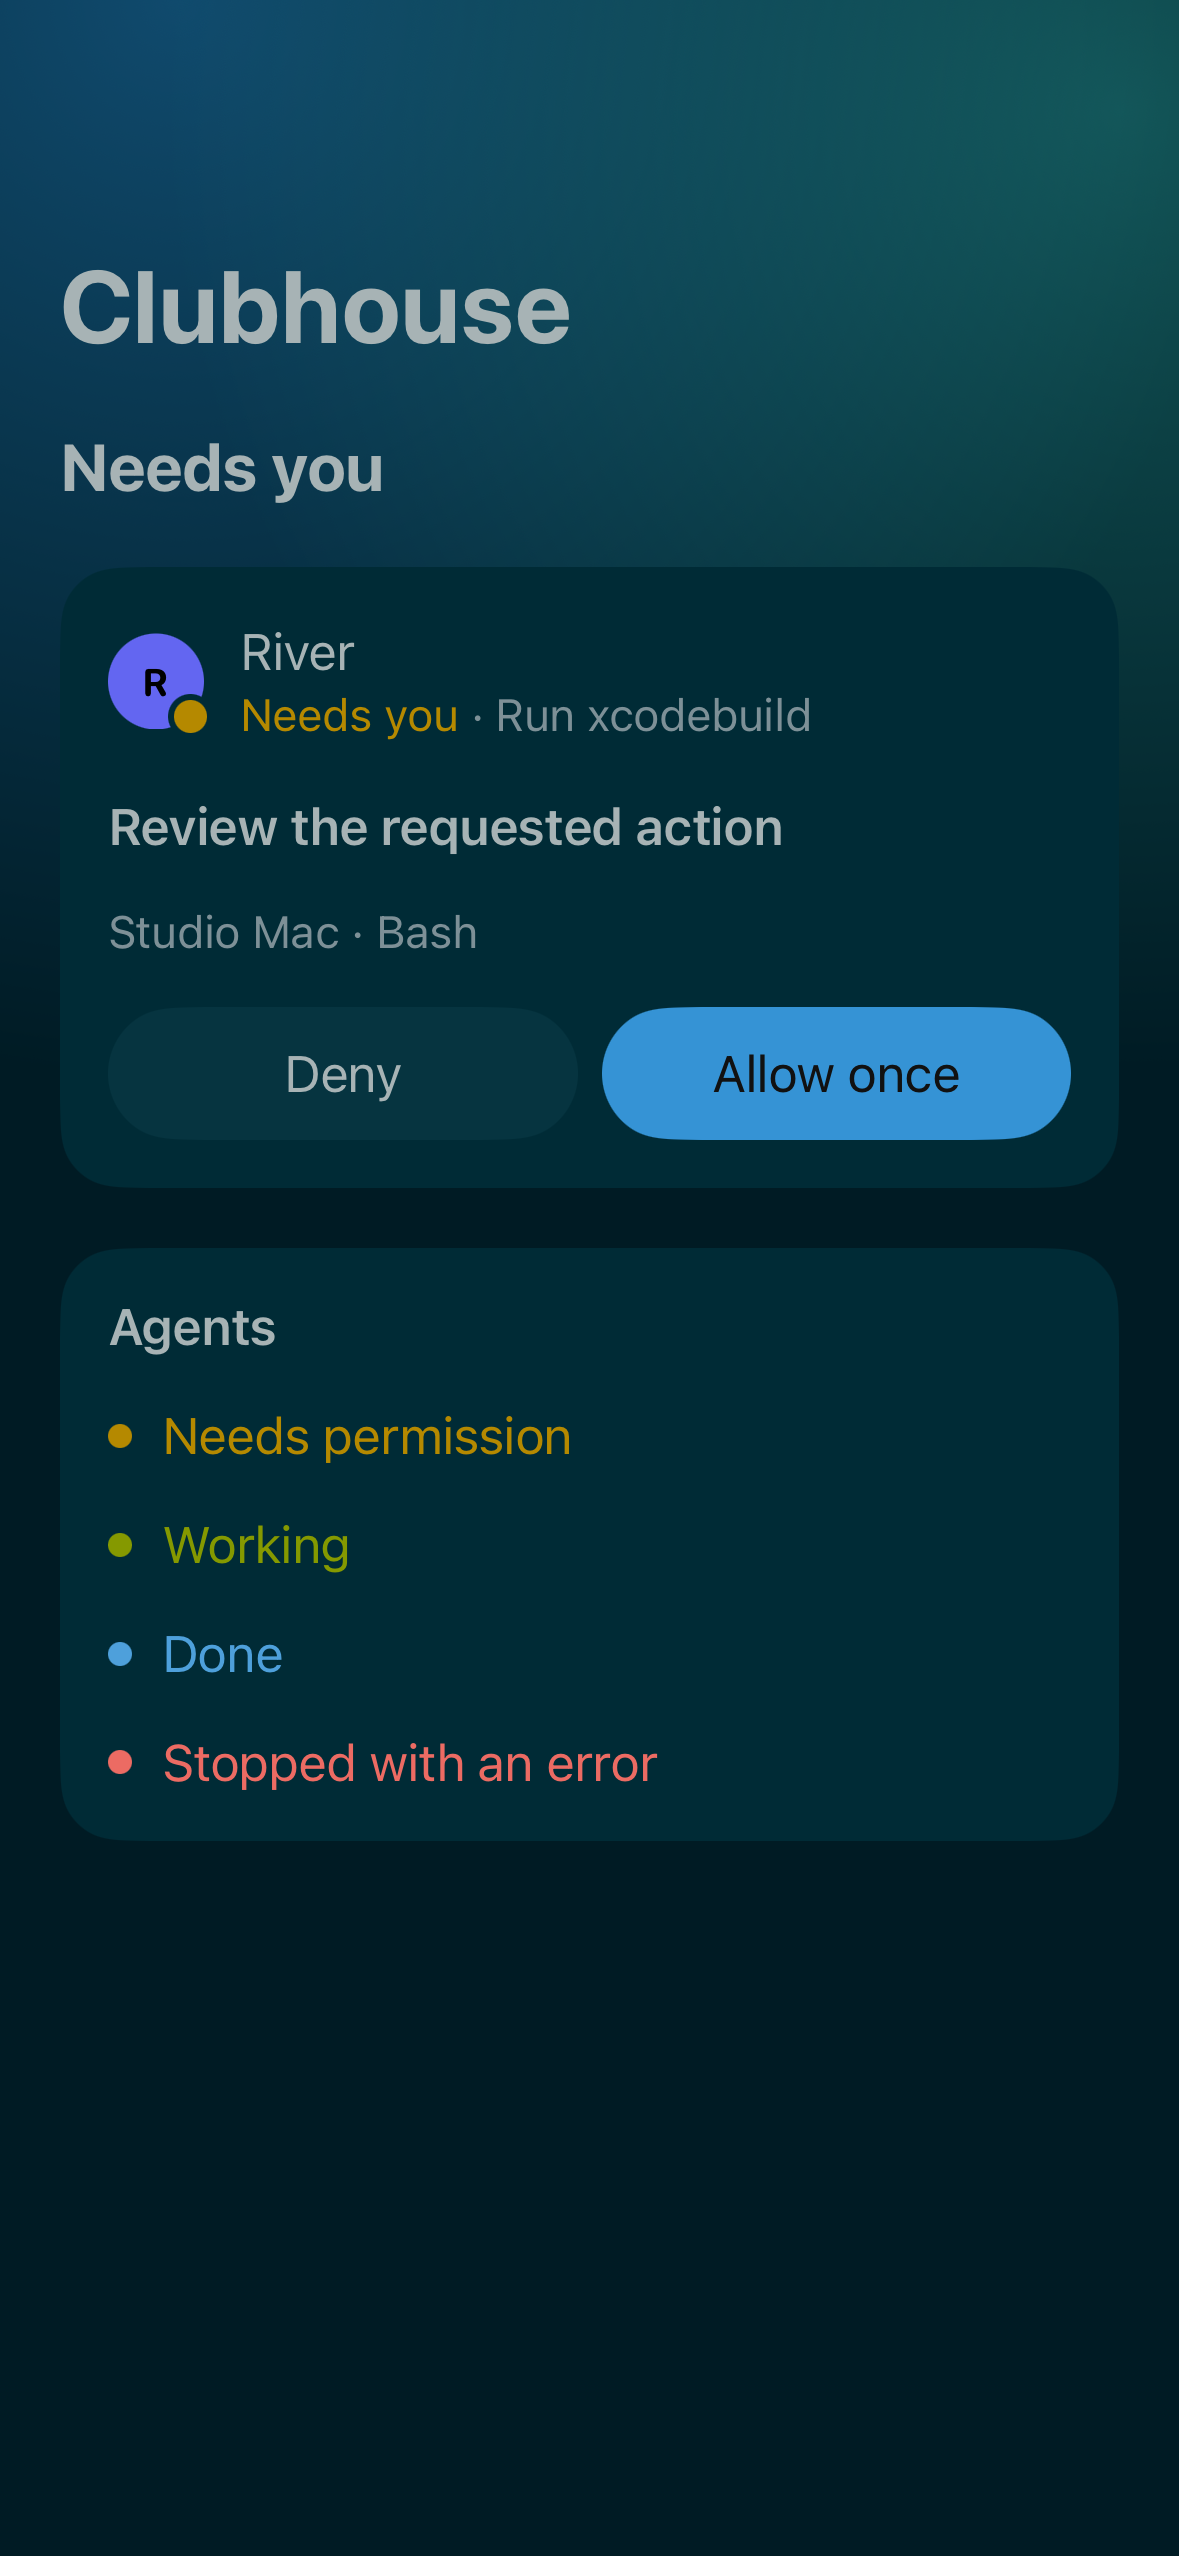 Clubhouse
Needs you
R
River
Needs you · Run xcodebuild
Review the requested action
Studio Mac · Bash
Deny
Allow once
Agents
Needs permission
Working
Done
Stopped with an error